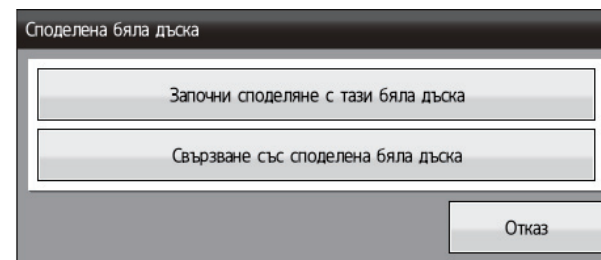 Споделена бяла дъска
Започни споделяне с тази бяла дъска
Свързване със споделена бяла дъска
Отказ